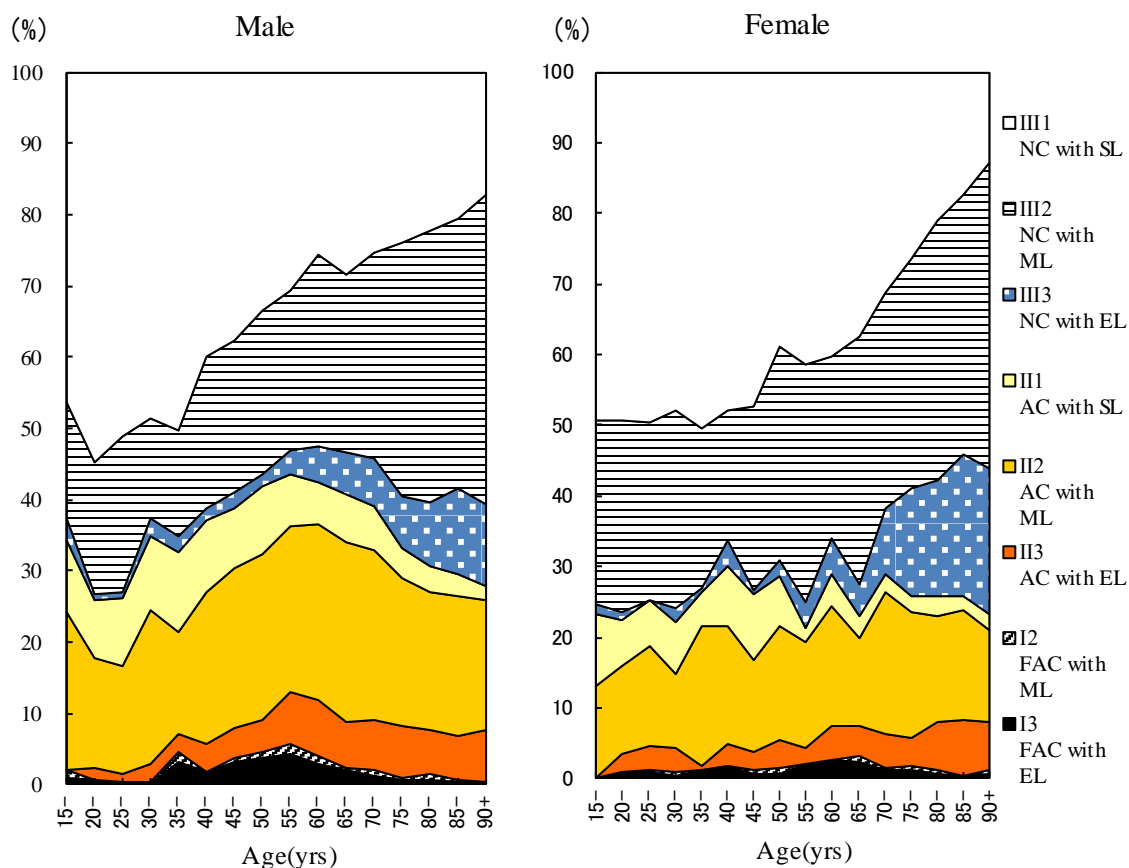 (%)
Male
100
90
80
70
60
50
40
30
20
10
0
15
20
25
30
35
40
45
50
55
60
65
70
75
80
85
90+
Age(yrs)
(%)
Female
100
90
80
70
60
50
40
30
20
10
0
15
20
25
30
35
40
45
50
55
60
65
70
75
80
85
90+
Age(yrs)
III1
NC with SL
III2
NC with
ML
III3
NC with EL
II1
AC with SL
II2
AC with
ML
II3
AC with EL
I2
FAC with
ML
I3
FAC with
EL